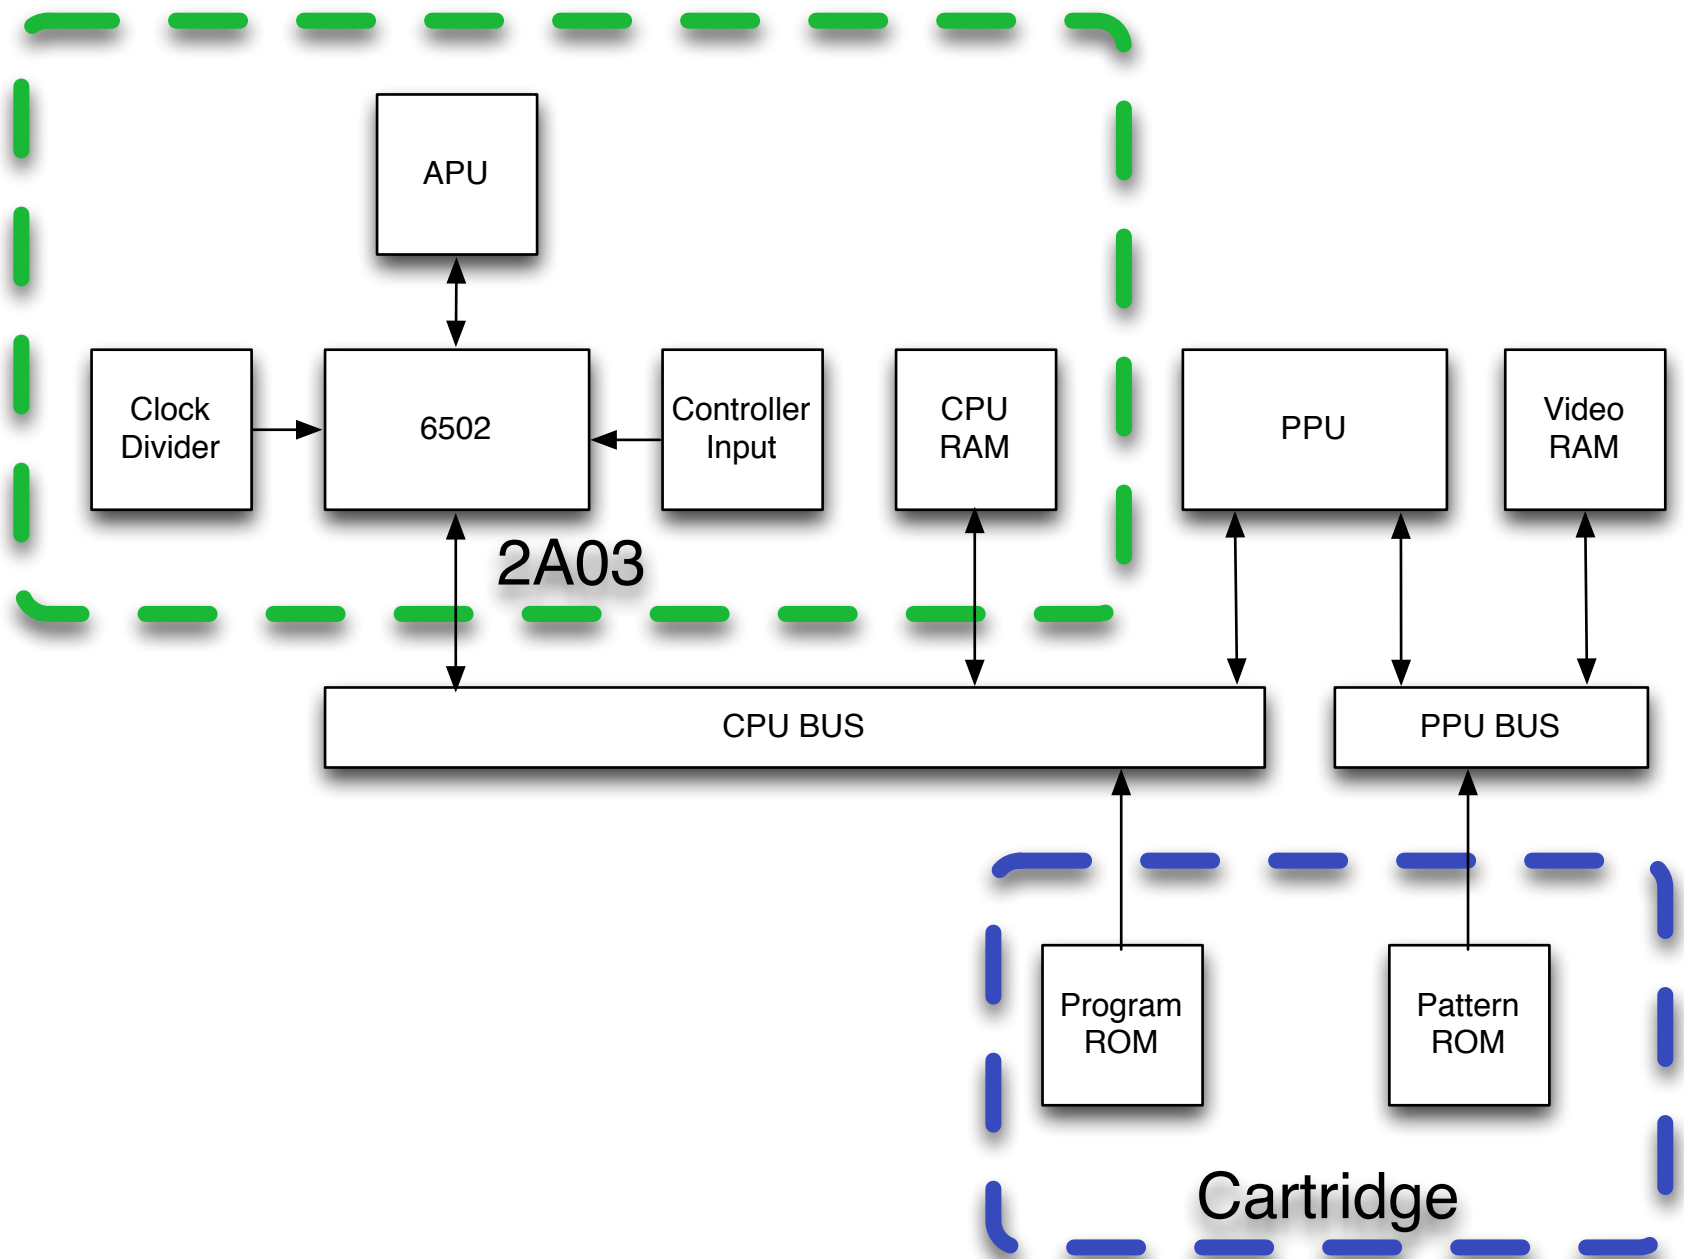 APU
Clock
Divider
6502
Controller
Input
CPU
RAM
PPU
Video
RAM
2A03
CPU BUS
PPU BUS
Program
ROM
Pattern
ROM
Cartridge